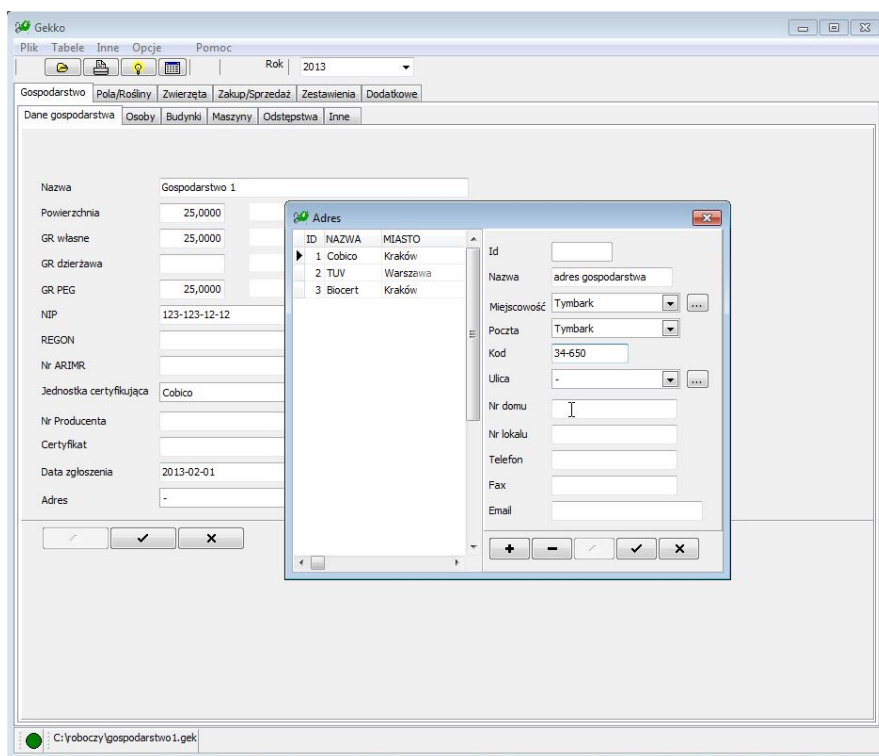 Gekko
Plik Tabele Inne Opcje Pomoc
Rok 2013
Gospodarstwo Pola/Rośliny Zwierzęta Zakup/Sprzedaż Zestawienia Dodatkowe
Dane gospodarstwa Osoby Budynki Maszyny Odstępstwa Inne
Nazwa Gospodarstwo 1
Powierzchnia 25,0000
GR własne 25,0000
GR dzierżawa
GR PEG 25,0000
NIP 123-123-12-12
REGON
Nr ARIMR
Jednostka certyfikująca Cobico
Nr Producenta
Certyfikat
Data zgłoszenia 2013-02-01
Adres -
Adres
ID NAZWA MIASTO
1 Cobico Kraków
2 TUV Warszawa
3 Biocert Kraków
Id
Nazwa adres gospodarstwa
Miejscowość Tymbark ...
Poczta Tymbark
Kod 34-650
Ulica - ...
Nr domu
Nr lokalu
Telefon
Fax
Email
C:\roboczy\gospodarstwo1.gek